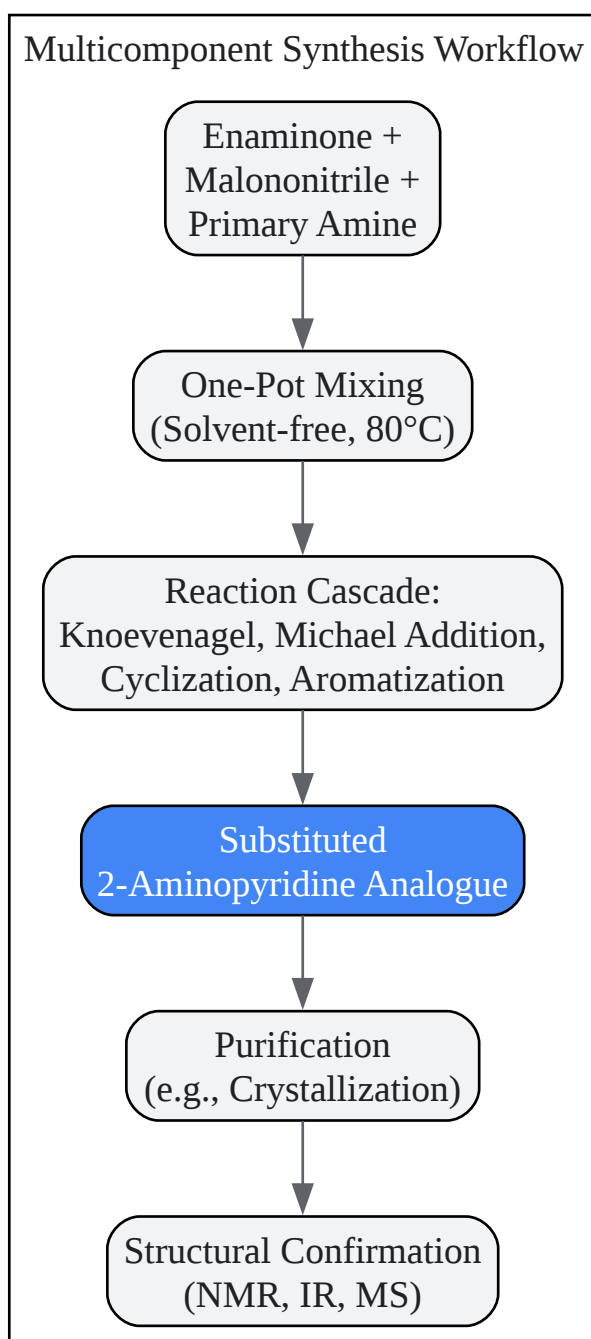 Multicomponent Synthesis Workflow
Enaminone +
Malononitrile +
Primary Amine
One-Pot Mixing
(Solvent-free, 80°C)
Reaction Cascade:
Knoevenagel, Michael Addition,
Cyclization, Aromatization
Substituted
2-Aminopyridine Analogue
Purification
(e.g., Crystallization)
Structural Confirmation
(NMR, IR, MS)